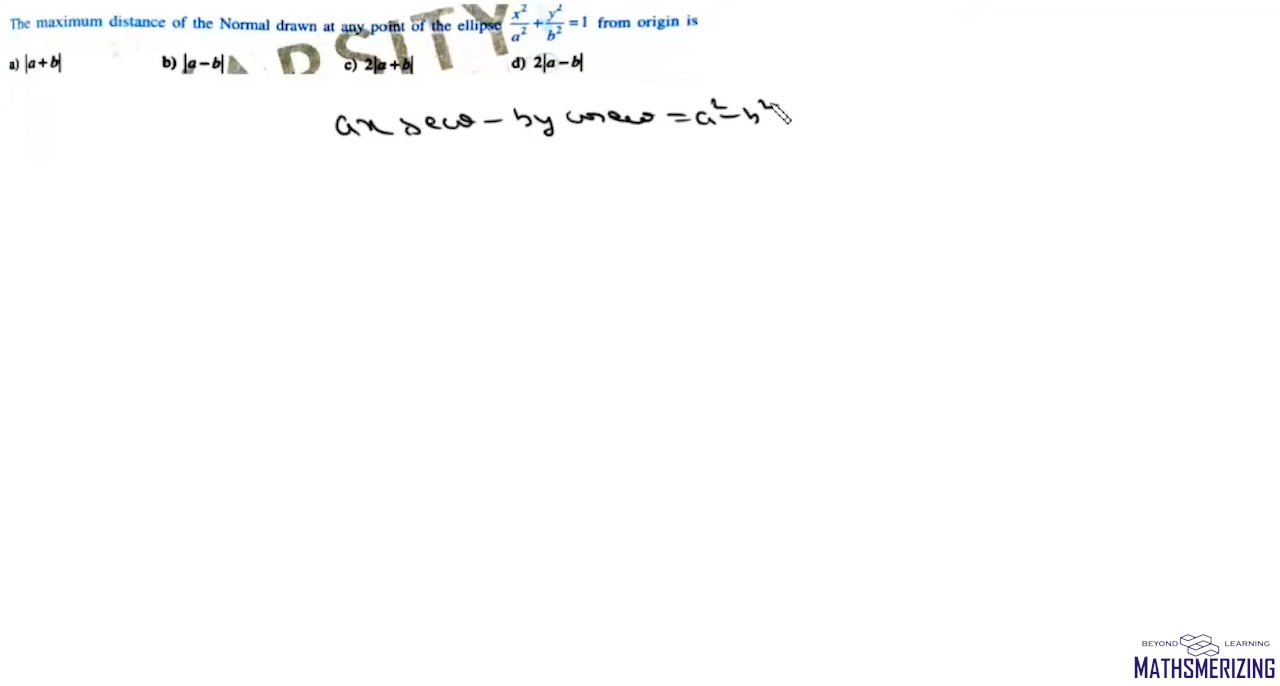 The maximum distance of the Normal drawn at any point of the ellipse x²/a² + y²/b² = 1 from origin is
a) |a+b| b) |a−b| c) 2|a+b| d) 2|a−b|
ax secθ − by cosecθ = a² − b²
BEYOND LEARNING
MATHSMERIZING